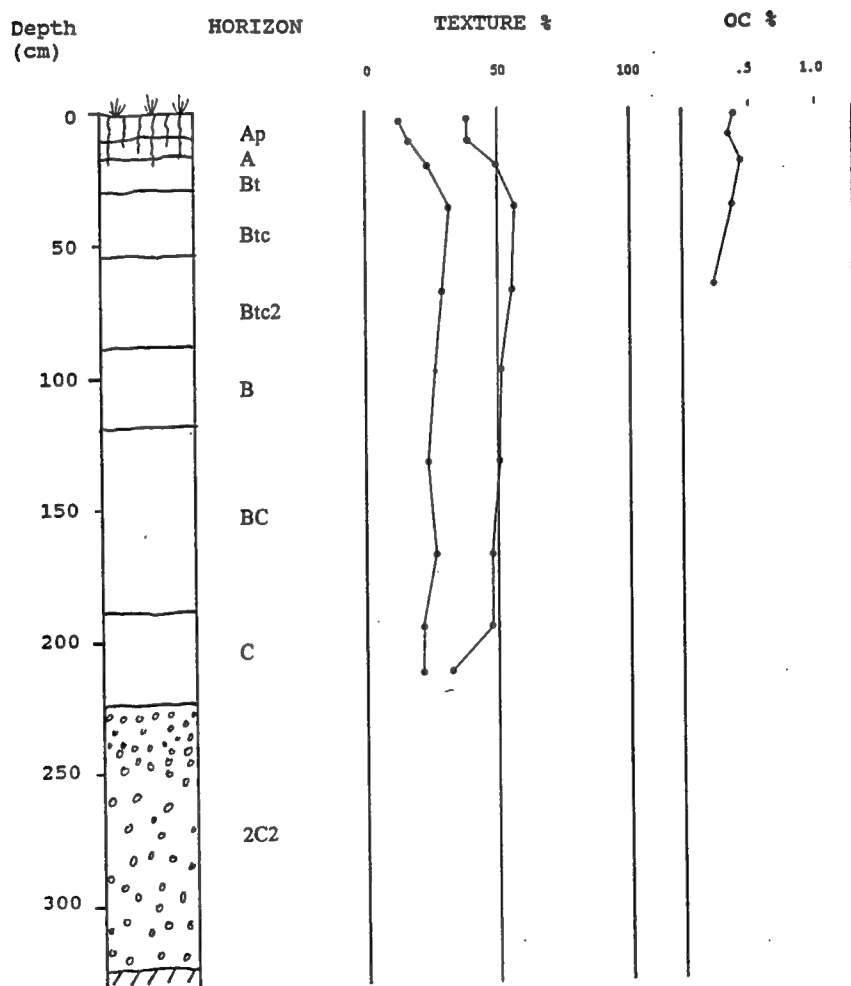 Depth (cm) HORIZON TEXTURE % OC %
0 50 100 .5 1.0
0
Ap
A
Bt
Btc
50
Btc2
100
B
150
BC
200
C
250
2C2
300